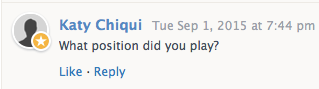 Katy Chiqui Tue Sep 1, 2015 at 7:44 pm
What position did you play?
Like · Reply